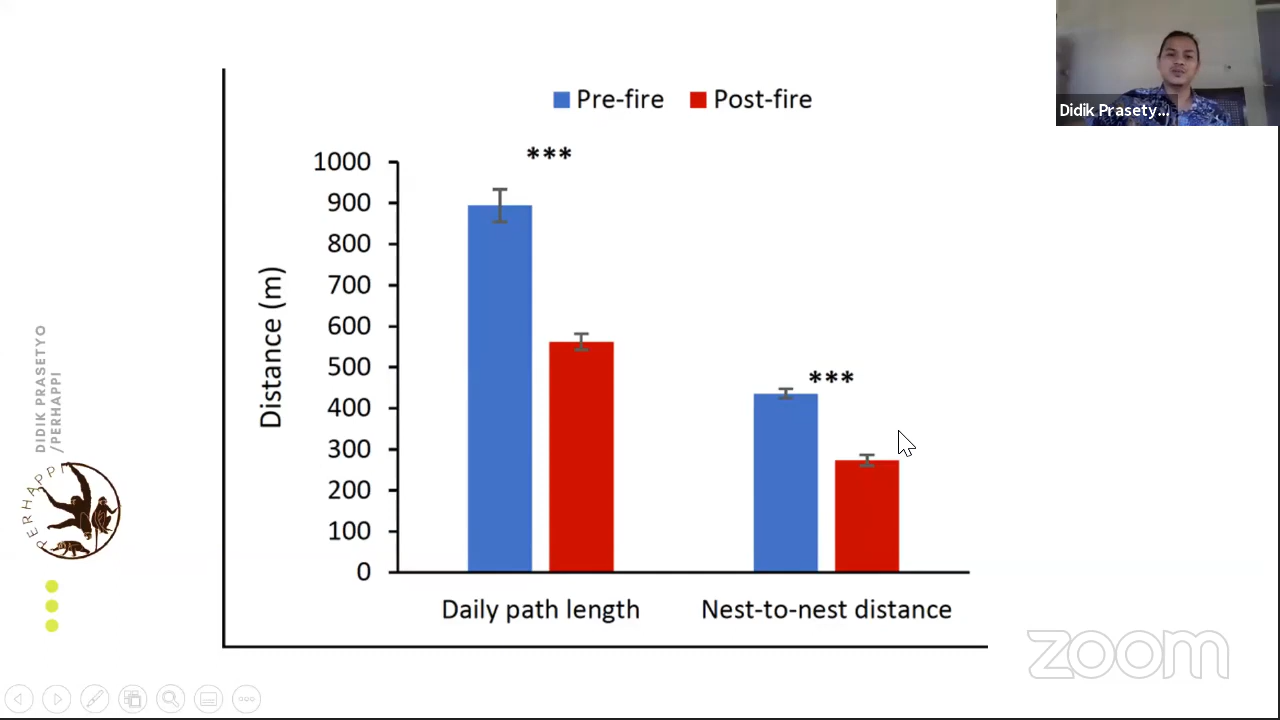 Pre-fire Post-fire
Didik Prasety...
***
1000
900
800
700
600
500
400
300
200
100
0
***
Distance (m)
Daily path length
Nest-to-nest distance
DIDIK PRASETYO
/PERHAPPI
PERHAPPI
zoom